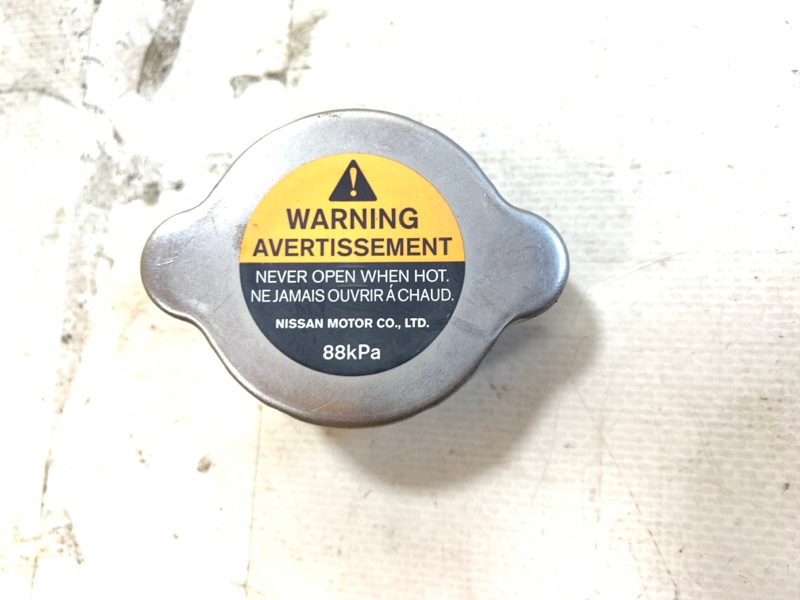 WARNING
AVERTISSEMENT
NEVER OPEN WHEN HOT.
NE JAMAIS OUVRIR Á CHAUD.
NISSAN MOTOR CO., LTD.
88kPa